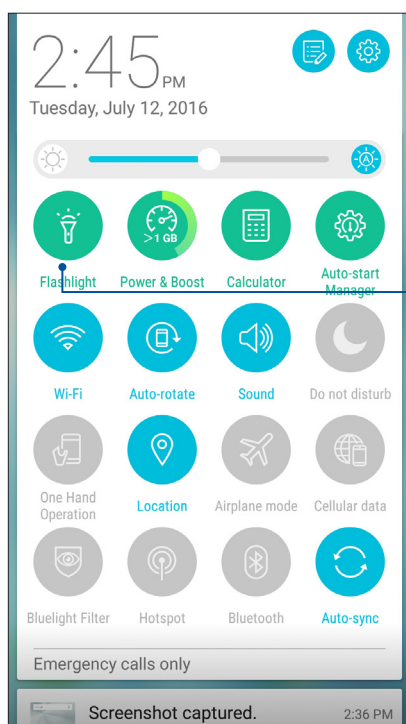 2:45 PM
Tuesday, July 12, 2016
A
>1 GB
Flashlight
Power & Boost
Calculator
Auto-start
Manager
Wi-Fi
Auto-rotate
Sound
Do not disturb
One Hand
Operation
Location
Airplane mode
Cellular data
Bluelight Filter
Hotspot
Bluetooth
Auto-sync
Emergency calls only
Screenshot captured.
2:36 PM